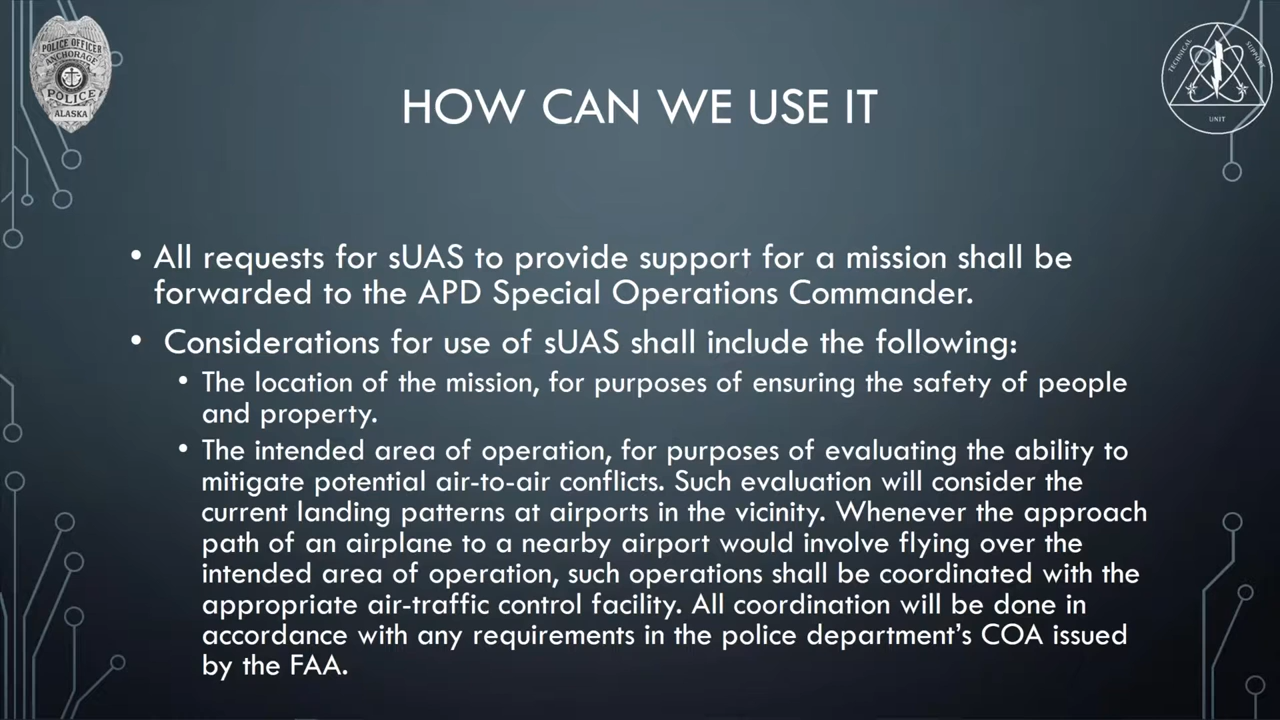 POLICE OFFICER
ANCHORAGE
POLICE
ALASKA
TECHNICAL SUPPORT
UNIT
HOW CAN WE USE IT
• All requests for sUAS to provide support for a mission shall be
forwarded to the APD Special Operations Commander.
• Considerations for use of sUAS shall include the following:
• The location of the mission, for purposes of ensuring the safety of people
and property.
• The intended area of operation, for purposes of evaluating the ability to
mitigate potential air-to-air conflicts. Such evaluation will consider the
current landing patterns at airports in the vicinity. Whenever the approach
path of an airplane to a nearby airport would involve flying over the
intended area of operation, such operations shall be coordinated with the
appropriate air-traffic control facility. All coordination will be done in
accordance with any requirements in the police department’s COA issued
by the FAA.